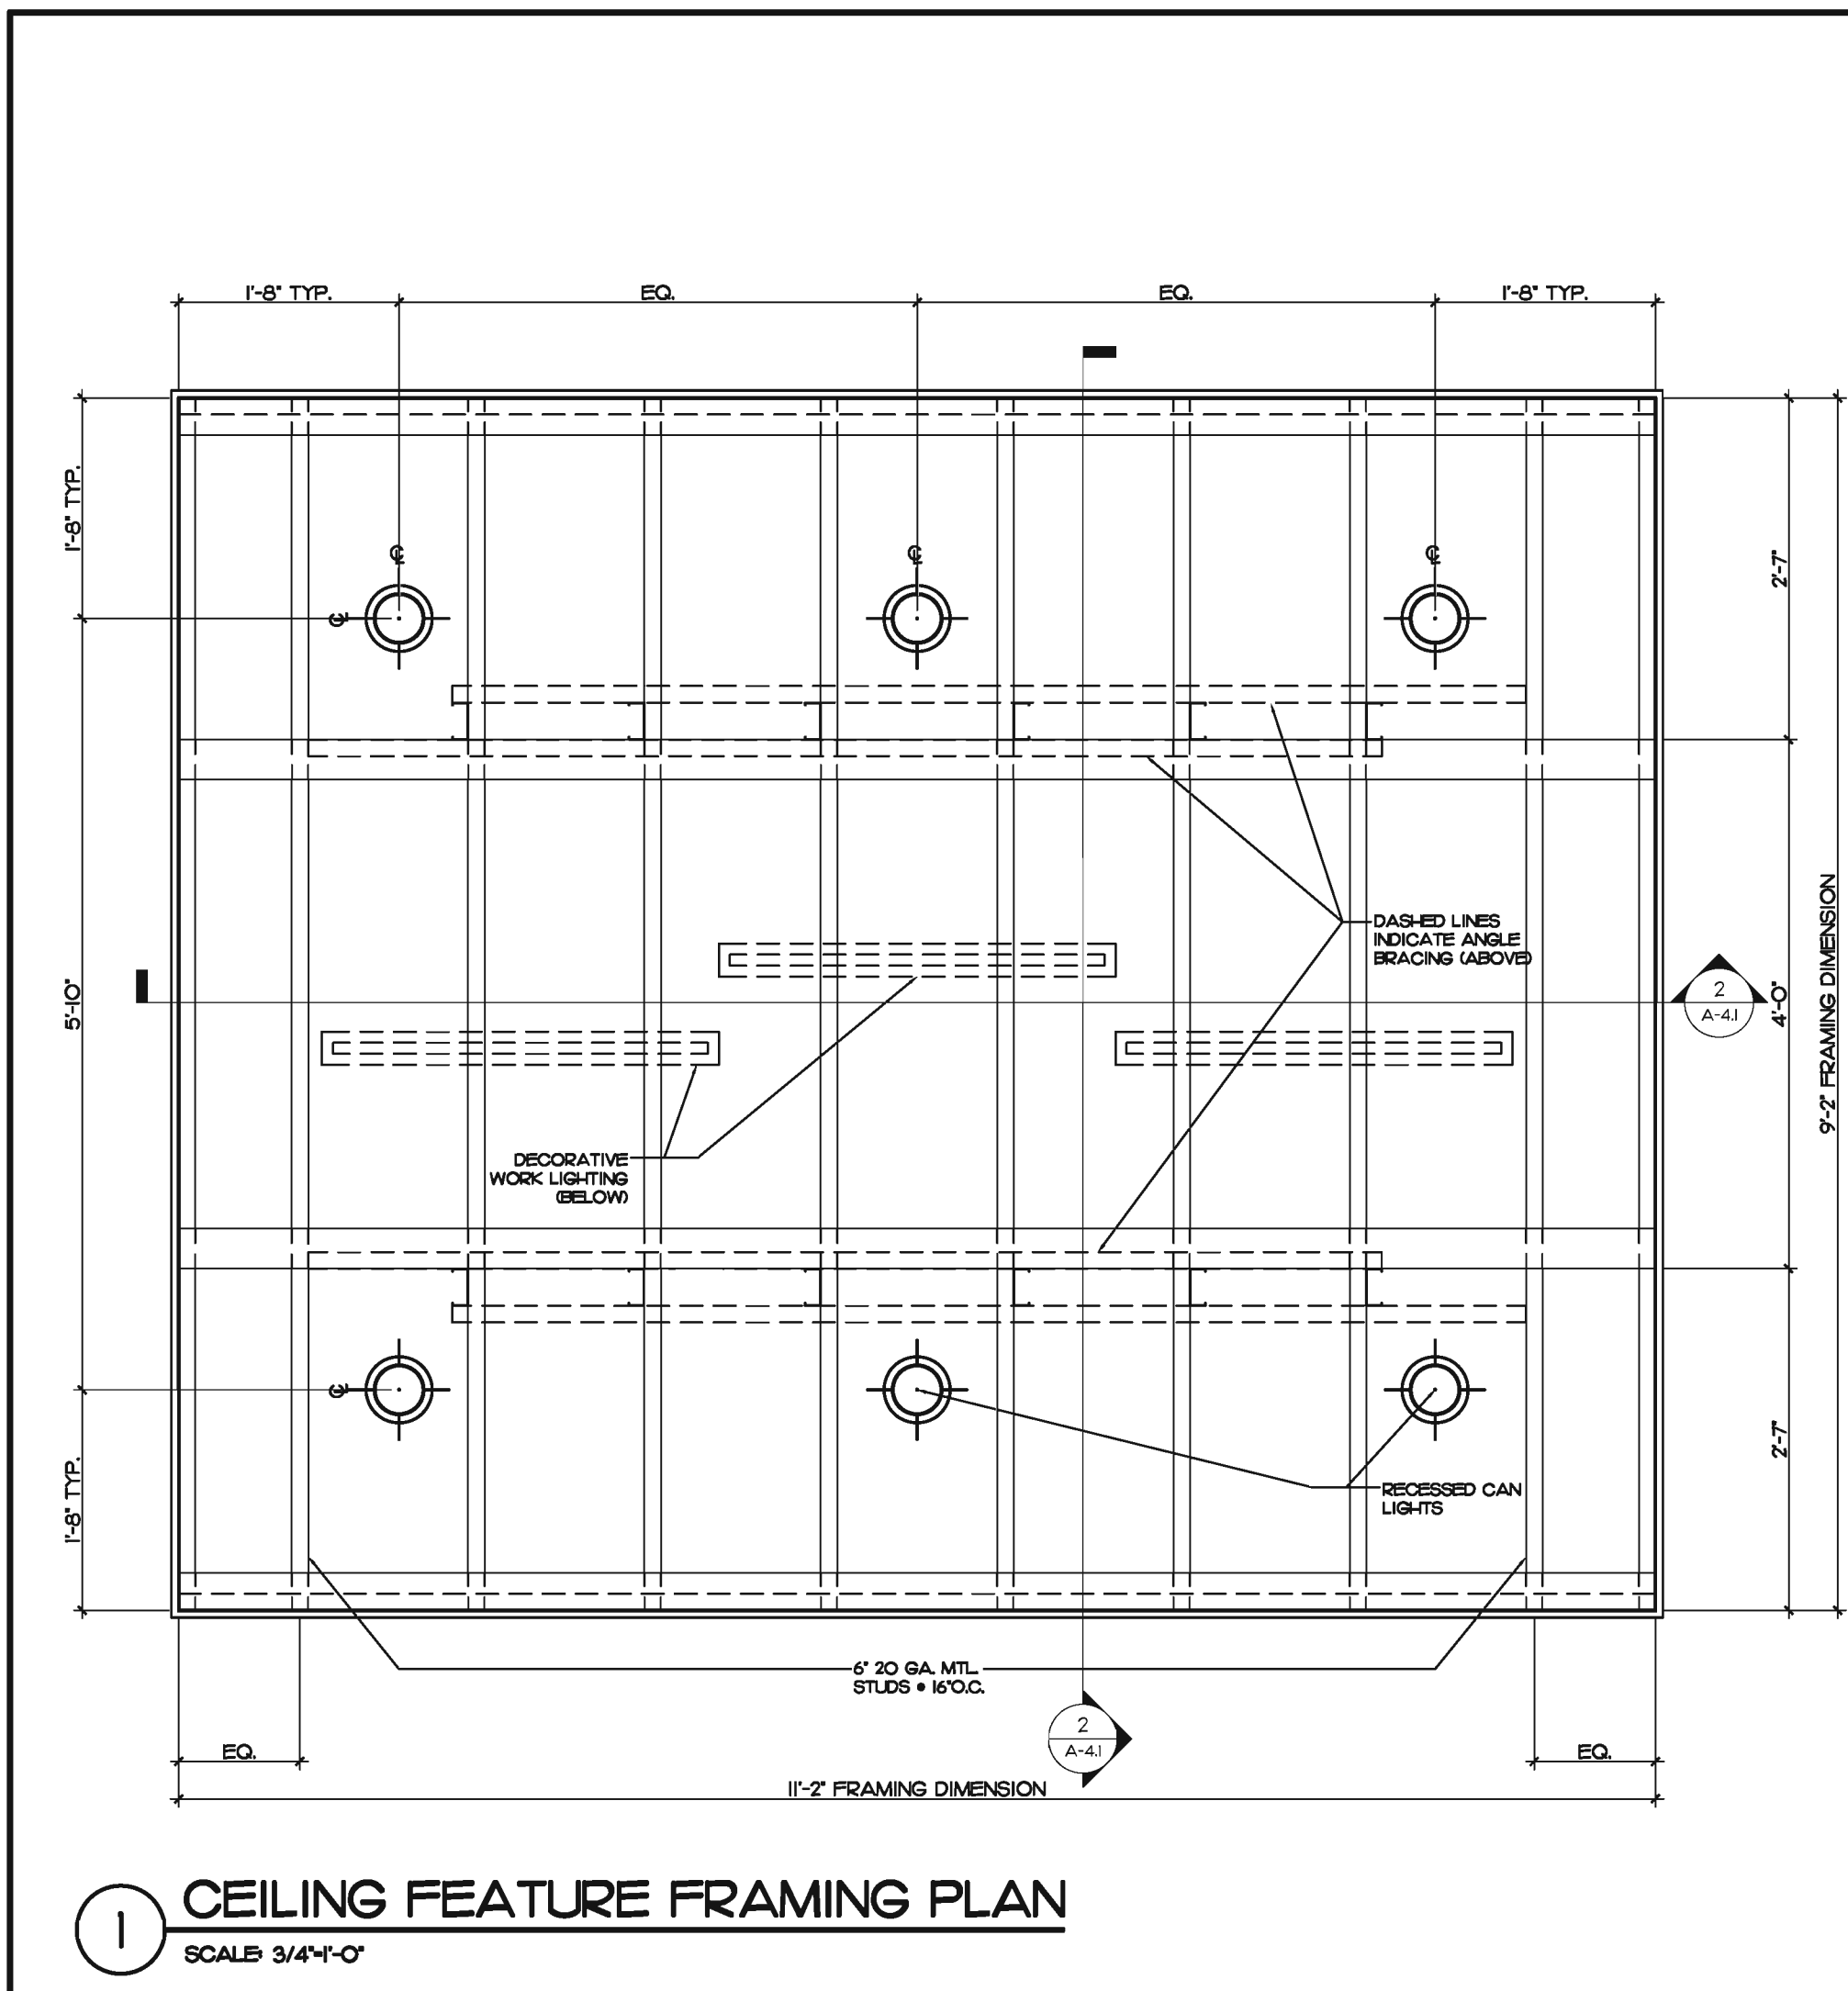 1'-8" TYP.
EQ.
EQ.
1'-8" TYP.
1'-8" TYP.
2'-7"
DASHED LINES
INDICATE ANGLE
BRACING (ABOVE)
9'-2" FRAMING DIMENSION
5'-10"
2
A-4.1
4'-0"
DECORATIVE
WORK LIGHTING
(BELOW)
1'-8" TYP.
2'-7"
RECESSED CAN
LIGHTS
6" 20 GA. MTL.
STUDS • 16"O.C.
2
A-4.1
EQ.
EQ.
11'-2" FRAMING DIMENSION
1
CEILING FEATURE FRAMING PLAN
SCALE: 3/4"=1'-0"